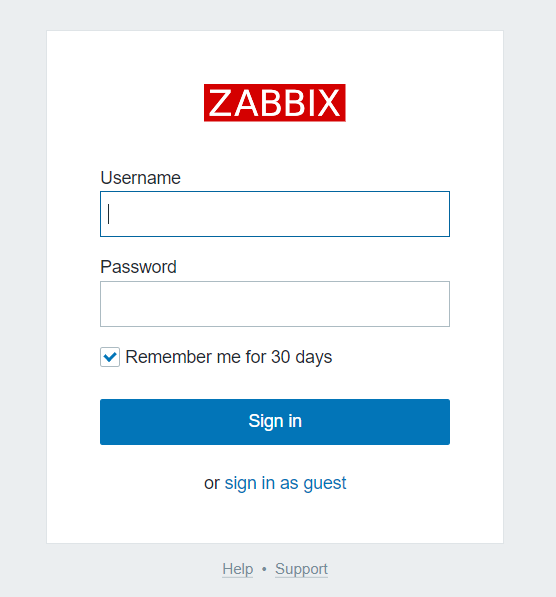 ZABBIX
Username
Password
Remember me for 30 days
Sign in
or sign in as guest
Help • Support